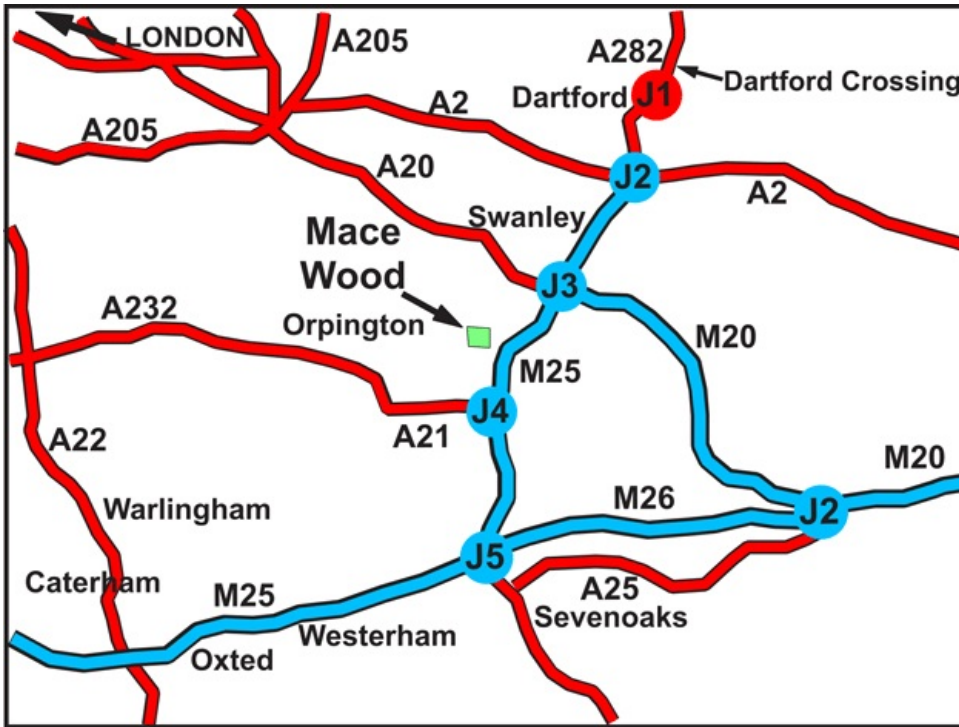 LONDON
A205
A282
Dartford Crossing
Dartford
J1
A2
A205
A20
J2
A2
Swanley
Mace
Wood
J3
A232
Orpington
M20
M25
J4
A21
A22
M20
M26
Warlingham
J2
J5
Caterham
M25
A25
Sevenoaks
Westerham
Oxted